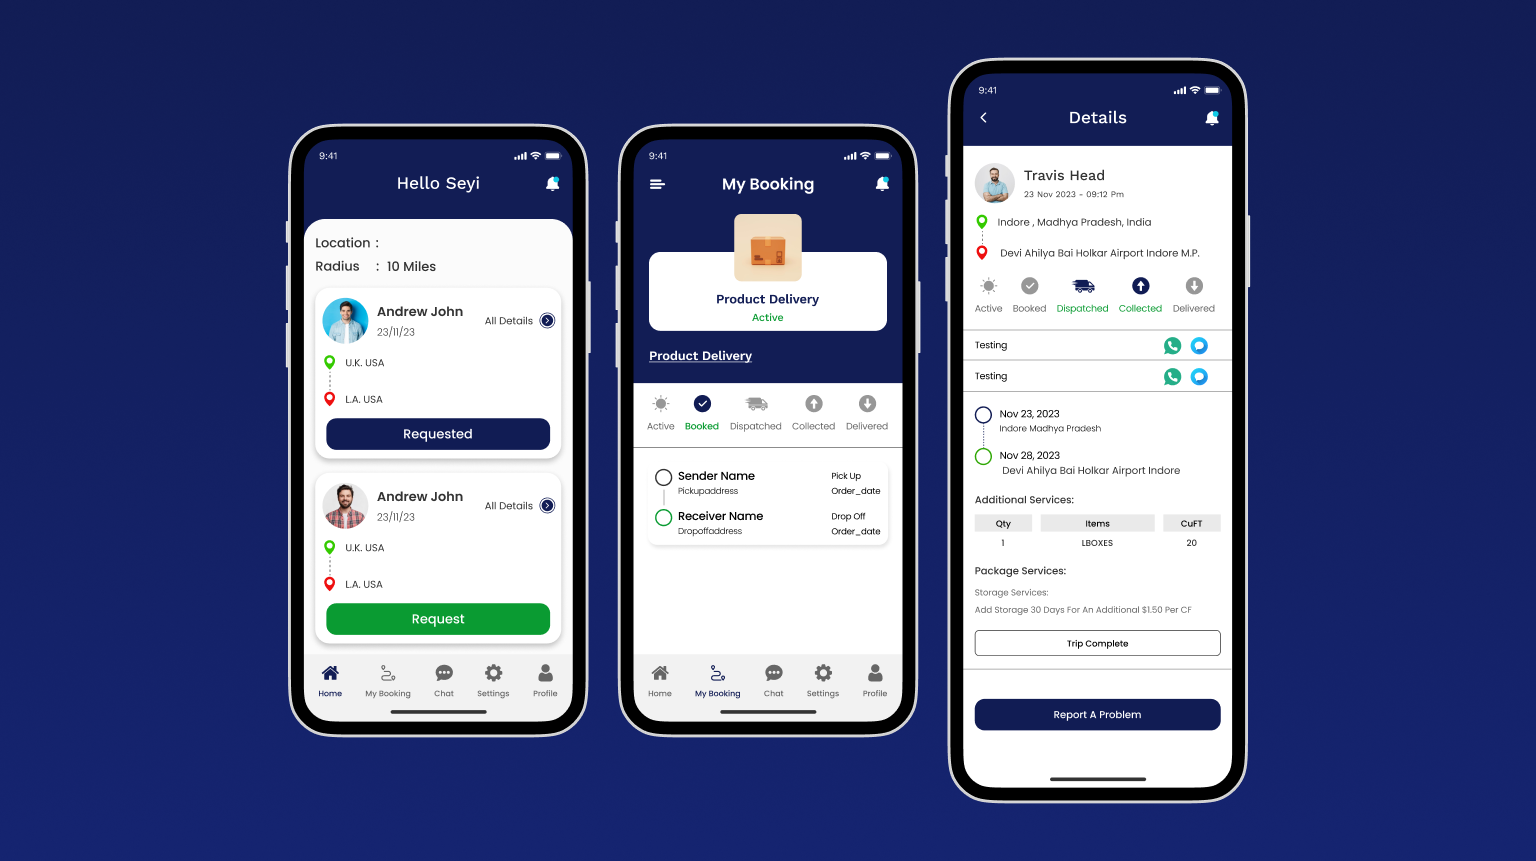 9:41
Hello Seyi
Location :
Radius : 10 Miles
Andrew John
23/11/23
All Details
U.K. USA
L.A. USA
Requested
Andrew John
23/11/23
All Details
U.K. USA
L.A. USA
Request
Home
My Booking
Chat
Settings
Profile
9:41
My Booking
Product Delivery
Active
Product Delivery
Active
Booked
Dispatched
Collected
Delivered
Sender Name
Pick Up
Pickupaddress
Order_date
Receiver Name
Drop Off
Dropoffaddress
Order_date
Home
My Booking
Chat
Settings
Profile
9:41
Details
Travis Head
23 Nov 2023 - 09:12 Pm
Indore , Madhya Pradesh, India
Devi Ahilya Bai Holkar Airport Indore M.P.
Active
Booked
Dispatched
Collected
Delivered
Testing
Testing
Nov 23, 2023
Indore Madhya Pradesh
Nov 28, 2023
Devi Ahilya Bai Holkar Airport Indore
Additional Services:
Qty Items CuFT
1 LBOXES 20
Package Services:
Storage Services:
Add Storage 30 Days For An Additional $1.50 Per CF
Trip Complete
Report A Problem